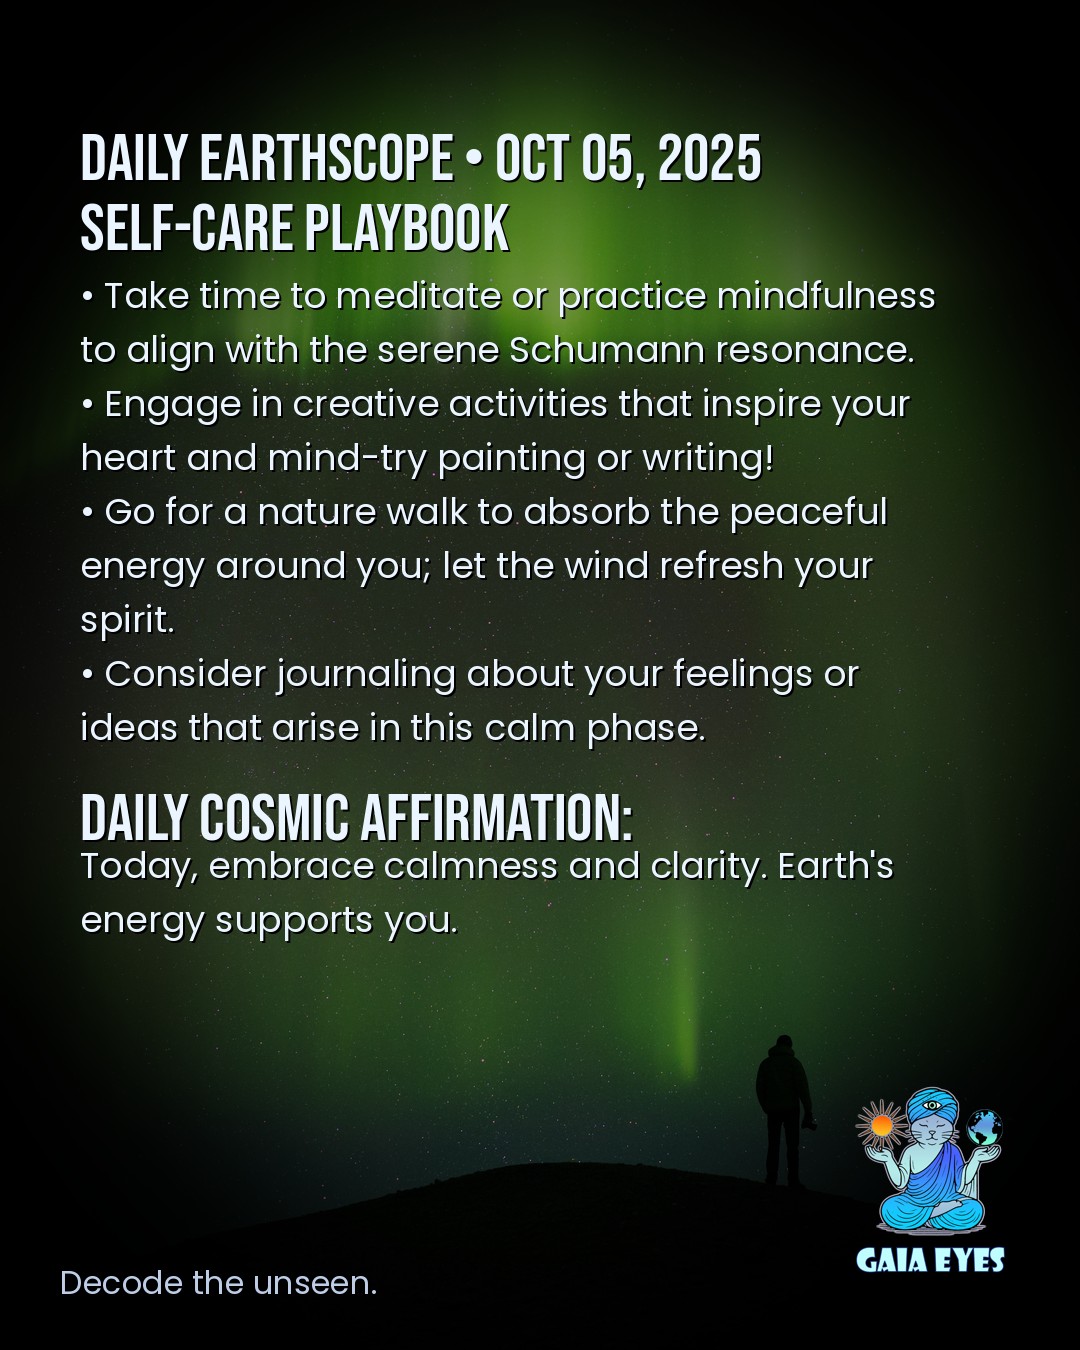 DAILY EARTHSCOPE • OCT 05, 2025
SELF-CARE PLAYBOOK
• Take time to meditate or practice mindfulness
to align with the serene Schumann resonance.
• Engage in creative activities that inspire your
heart and mind-try painting or writing!
• Go for a nature walk to absorb the peaceful
energy around you; let the wind refresh your
spirit.
• Consider journaling about your feelings or
ideas that arise in this calm phase.
DAILY COSMIC AFFIRMATION:
Today, embrace calmness and clarity. Earth's
energy supports you.
GAIA EYES
Decode the unseen.